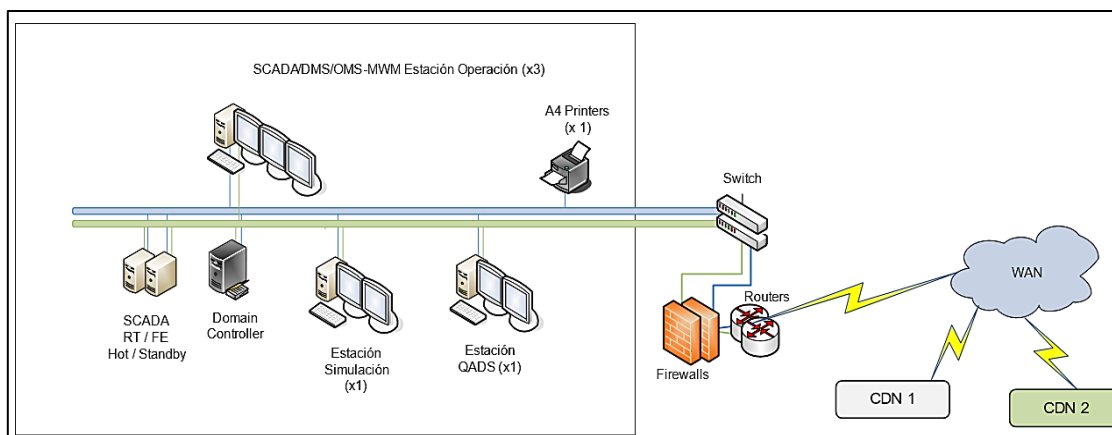 SCADA/DMS/OMS-MWM Estación Operación (x3)
A4 Printers
(x 1)
Switch
WAN
Routers
SCADA
RT / FE
Hot / Standby
Domain
Controller
Estación
Simulación
(x1)
Estación
QADS (x1)
Firewalls
CDN 1
CDN 2